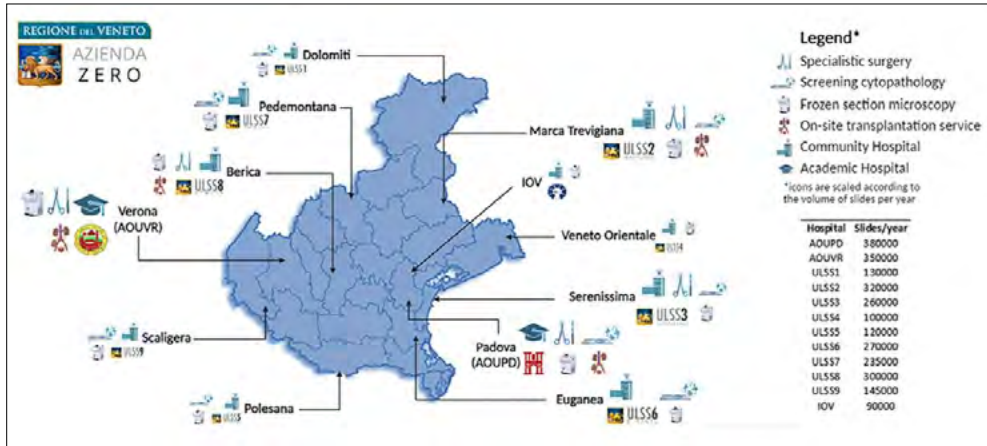 REGIONE DEL VENETO
AZIENDA
ZERO
Dolomiti
ULSS1
Pedemontana
ULSS7
Marca Trevigiana
ULSS2
Berica
ULSS8
IOV
Verona
(AOUVR)
Veneto Orientale
ULSS4
Serenissima
ULSS3
Scaligera
ULSS9
Padova
(AOUPD)
Polesana
ULSS5
Euganea
ULSS6
Legend*
Specialistic surgery
Screening cytopathology
Frozen section microscopy
On-site transplantation service
Community Hospital
Academic Hospital
*icons are scaled according to
the volume of slides per year
Hospital Slides/year
AOUPD 380000
AOUVR 350000
ULSS1 130000
ULSS2 320000
ULSS3 260000
ULSS4 100000
ULSS5 120000
ULSS6 270000
ULSS7 235000
ULSS8 300000
ULSS9 145000
IOV 90000